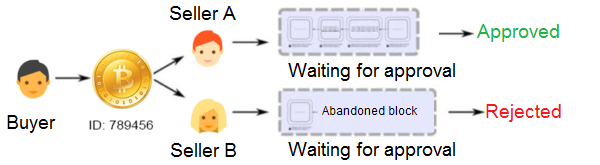 Seller A
Approved
Waiting for approval
Buyer
ID: 789456
Abandoned block
Rejected
Seller B
Waiting for approval